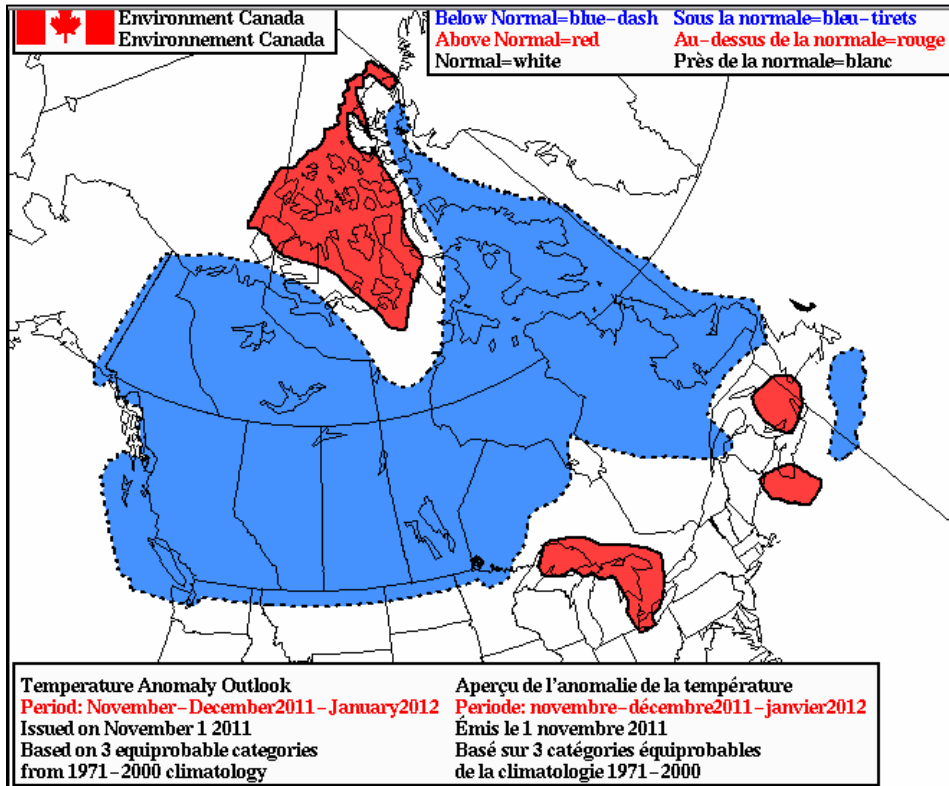 Environment Canada
Environnement Canada
Below Normal=blue-dash Sous la normale=bleu-tirets
Above Normal=red Au-dessus de la normale=rouge
Normal=white Près de la normale=blanc
Temperature Anomaly Outlook
Period: November-December2011-January2012
Issued on November 1 2011
Based on 3 equiprobable categories
from 1971-2000 climatology
Aperçu de l'anomalie de la température
Periode: novembre-décembre2011-janvier2012
Émis le 1 novembre 2011
Basé sur 3 catégories équiprobables
de la climatologie 1971-2000